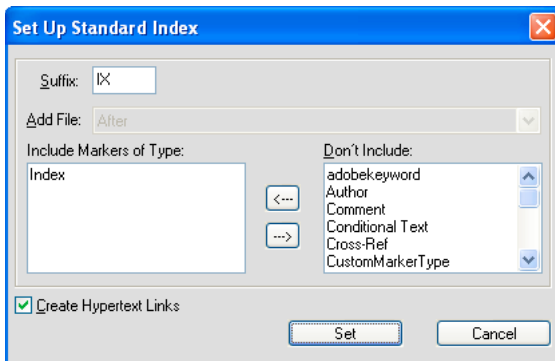 Set Up Standard Index
Suffix: IX
Add File: After
Include Markers of Type:
Index
<---
--->
Don't Include:
adobekeyword
Author
Comment
Conditional Text
Cross-Ref
CustomMarkerType
Create Hypertext Links
Set Cancel